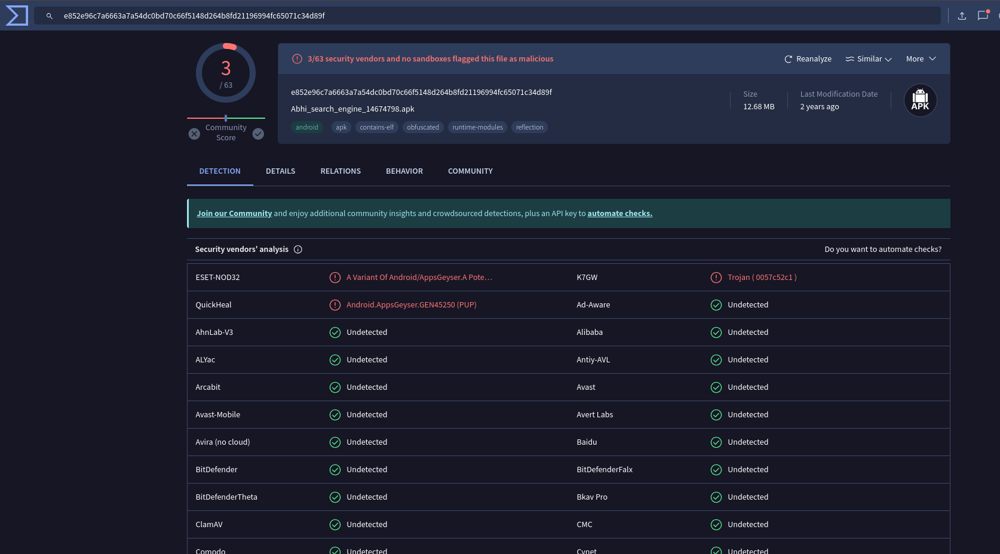 e852e96c7a6663a7a54dc0bd70c66f5148d264b8fd21196994fc65071c34d89f
3
/ 63
Community
Score
3/63 security vendors and no sandboxes flagged this file as malicious
Reanalyze
Similar
More
e852e96c7a6663a7a54dc0bd70c66f5148d264b8fd21196994fc65071c34d89f
Abhi_search_engine_14674798.apk
android
apk
contains-elf
obfuscated
runtime-modules
reflection
Size
12.68 MB
Last Modification Date
2 years ago
APK
DETECTION
DETAILS
RELATIONS
BEHAVIOR
COMMUNITY
Join our Community and enjoy additional community insights and crowdsourced detections, plus an API key to automate checks.
Security vendors' analysis
Do you want to automate checks?
ESET-NOD32 A Variant Of Android/AppsGeyser.A Pote… K7GW Trojan ( 0057c52c1 )
QuickHeal Android.AppsGeyser.GEN45250 (PUP) Ad-Aware Undetected
AhnLab-V3 Undetected Alibaba Undetected
ALYac Undetected Antiy-AVL Undetected
Arcabit Undetected Avast Undetected
Avast-Mobile Undetected Avert Labs Undetected
Avira (no cloud) Undetected Baidu Undetected
BitDefender Undetected BitDefenderFalx Undetected
BitDefenderTheta Undetected Bkav Pro Undetected
ClamAV Undetected CMC Undetected
Comodo Undetected Cynet Undetected